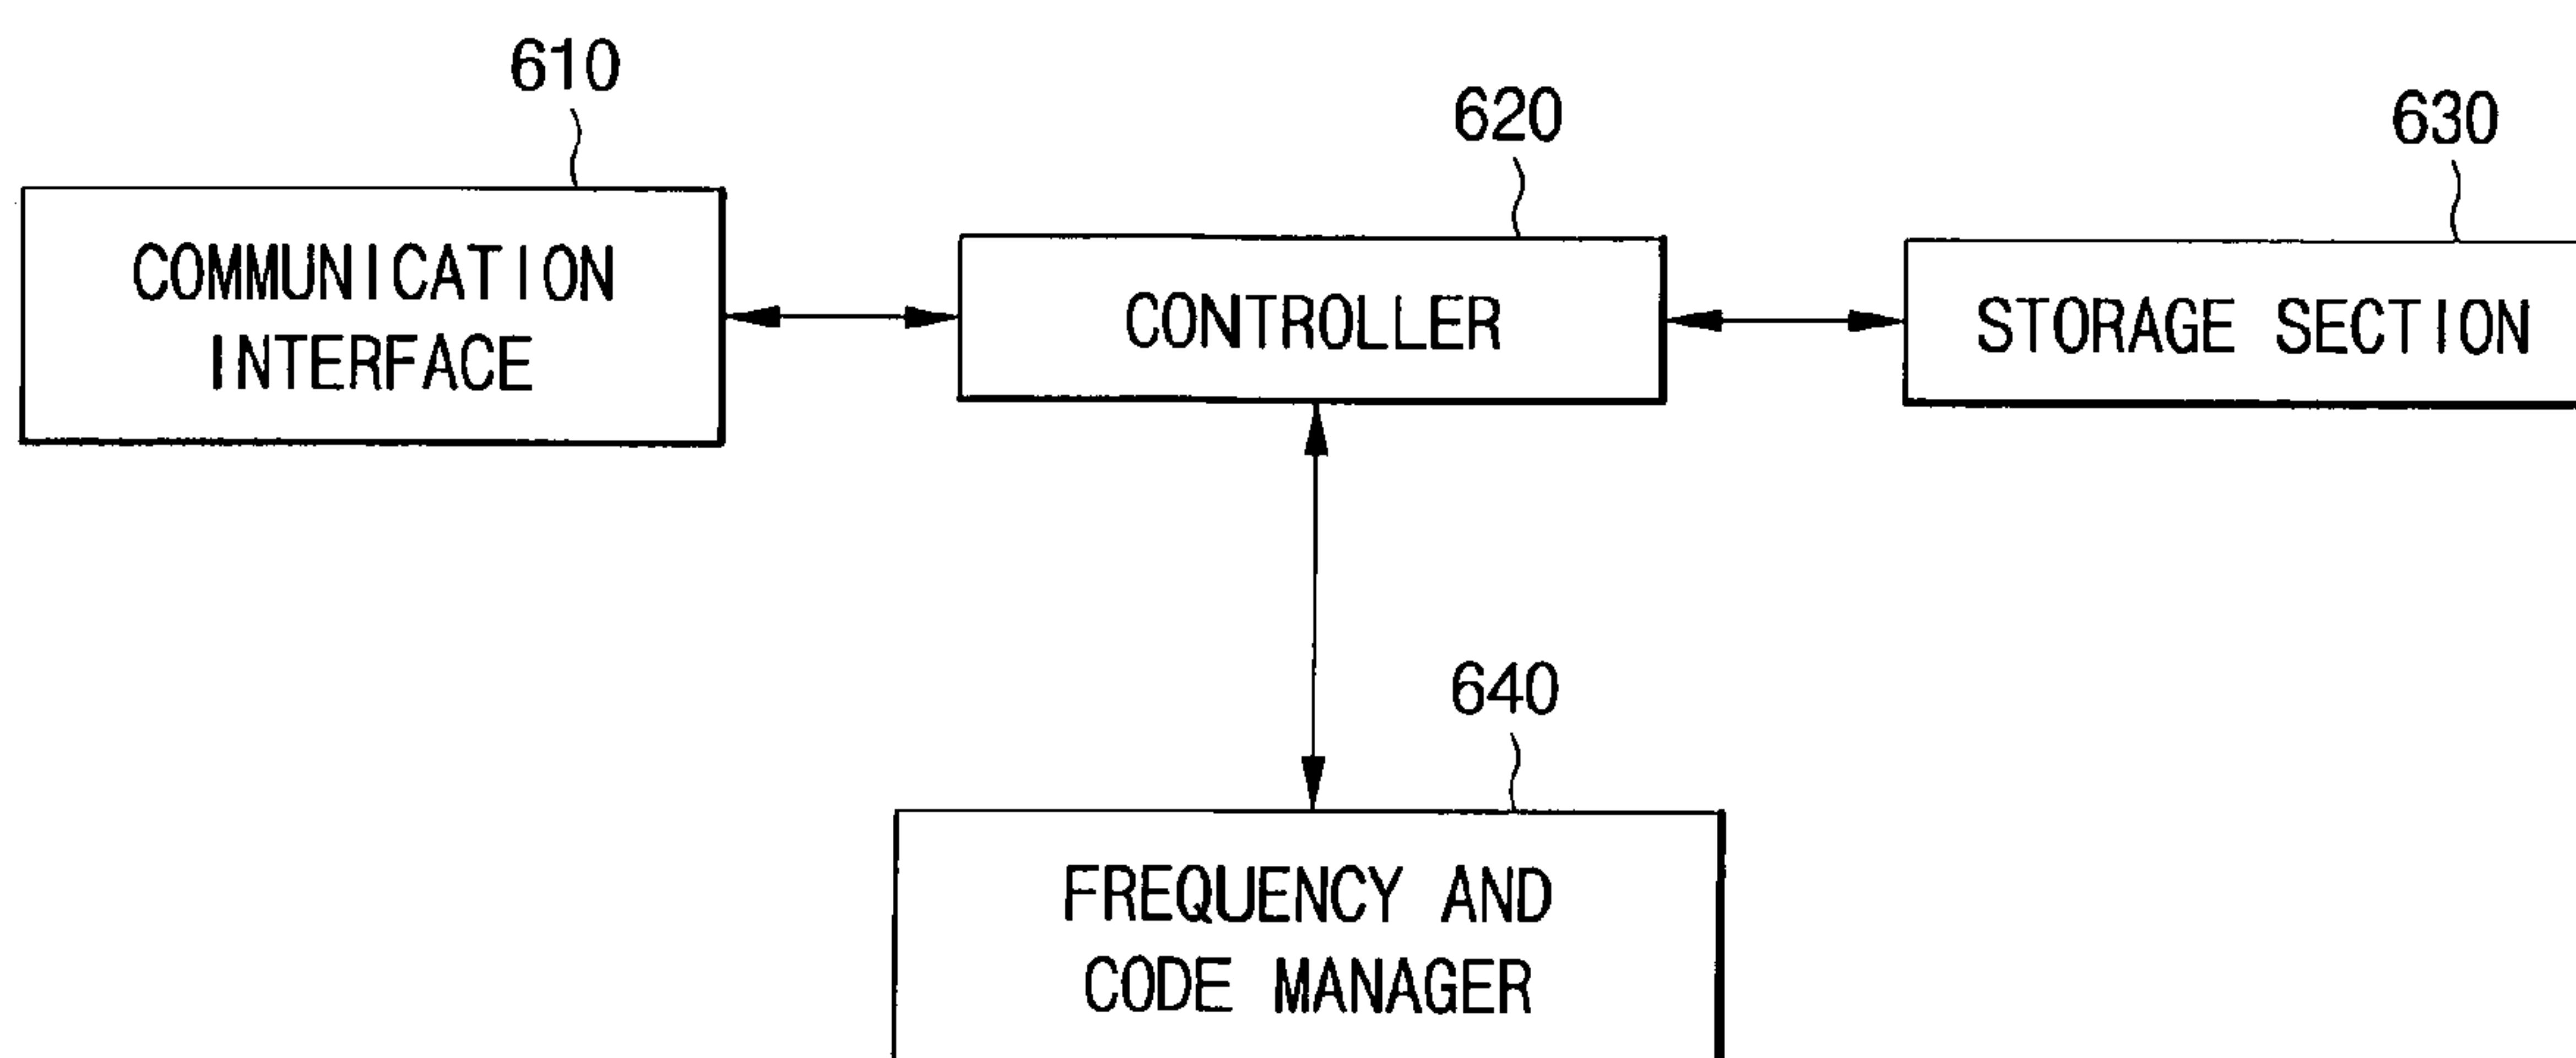 610
620
630
COMMUNICATION
INTERFACE
CONTROLLER
STORAGE SECTION
640
FREQUENCY AND
CODE MANAGER